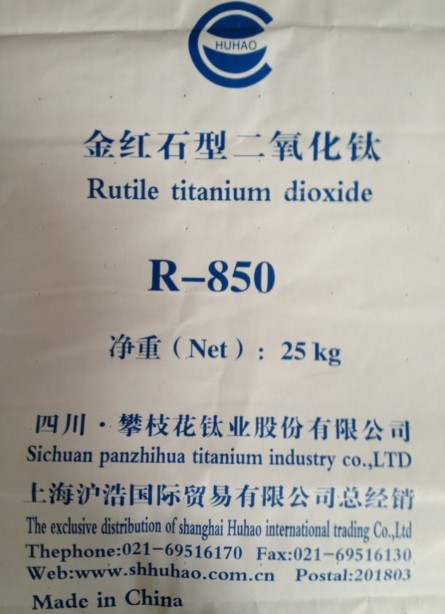 HUHAO
金红石型二氧化钛
Rutile titanium dioxide
R-850
净重(Net): 25kg
四川·攀枝花钛业股份有限公司
Sichuan panzhihua titanium industry co.,LTD
上海沪浩国际贸易有限公司总经销
The exclusive distribution of shanghai Huhao international trading Co.,Ltd
Thephone:021-69516170 Fax:021-69516130
Web:www.shhuhao.com.cn Postal:201803
Made in China